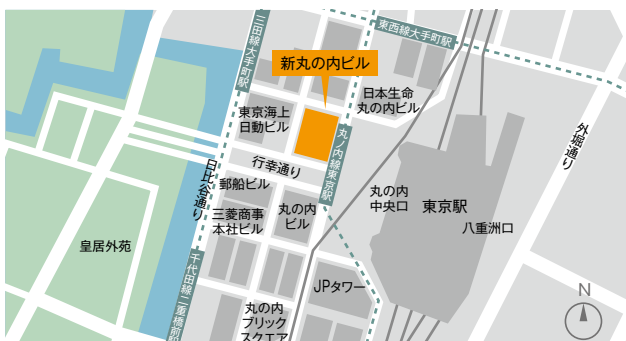 三田線大手町駅
東西線大手町駅
新丸の内ビル
日本生命
丸の内ビル
東京海上
日動ビル
外堀通り
丸ノ内線東京駅
行幸通り
日比谷通り
郵船ビル
丸の内
中央口
東京駅
三菱商事
本社ビル
丸の内
ビル
八重洲口
皇居外苑
千代田線二重橋前駅
JPタワー
丸の内
ブリック
スクエア
N